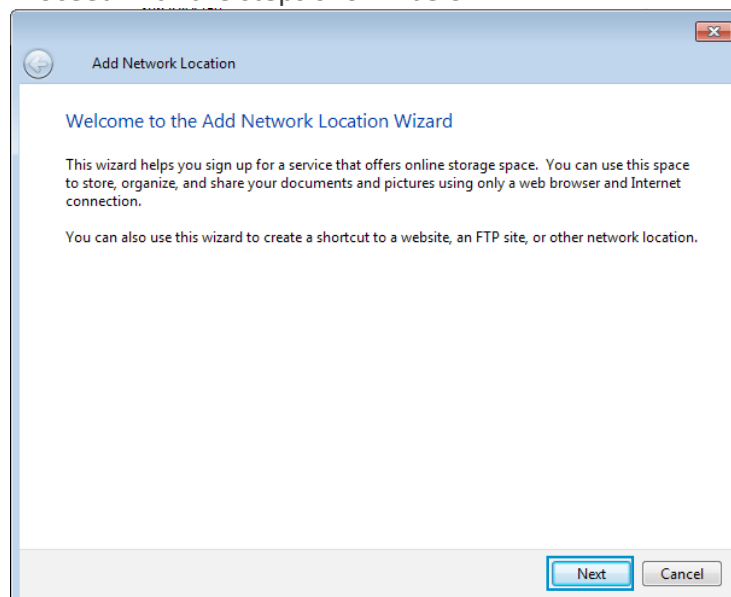 Add Network Location
Welcome to the Add Network Location Wizard
This wizard helps you sign up for a service that offers online storage space. You can use this space
to store, organize, and share your documents and pictures using only a web browser and Internet
connection.
You can also use this wizard to create a shortcut to a website, an FTP site, or other network location.
Next
Cancel